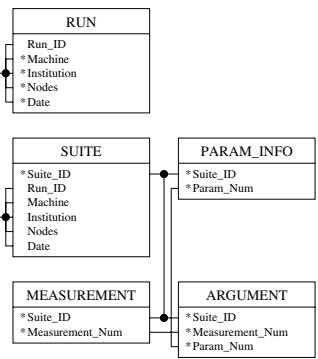 RUN
Run_ID
*Machine
*Institution
*Nodes
*Date
SUITE
*Suite_ID
Run_ID
Machine
Institution
Nodes
Date
PARAM_INFO
*Suite_ID
*Param_Num
MEASUREMENT
*Suite_ID
*Measurement_Num
ARGUMENT
*Suite_ID
*Measurement_Num
*Param_Num